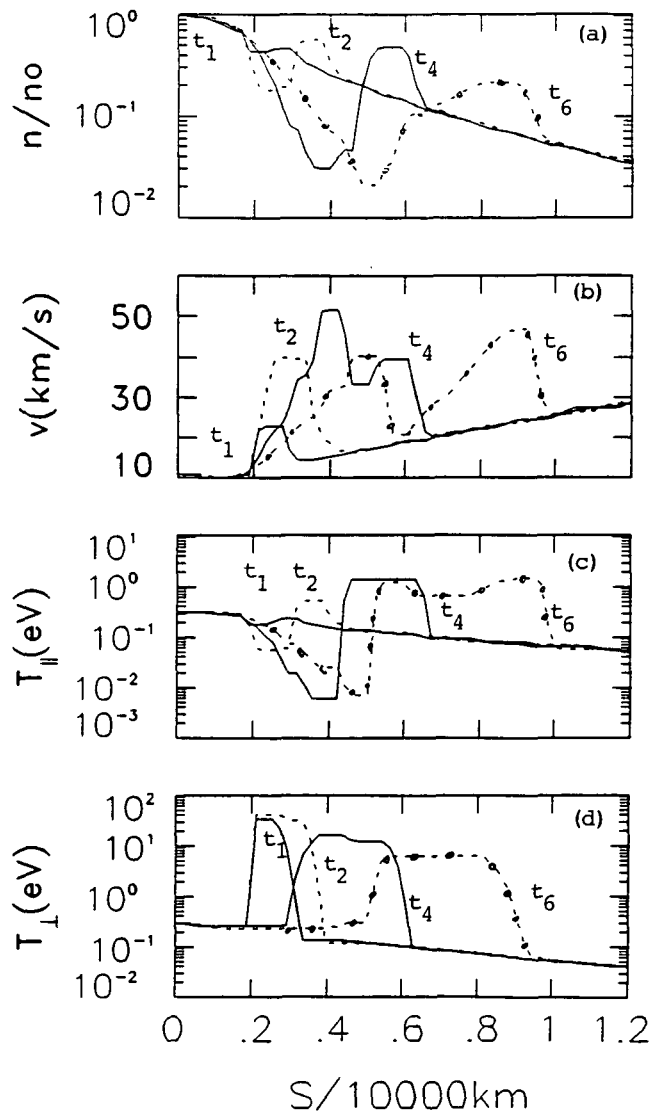 10⁰
10⁻¹
10⁻²
n/no
(a)
t₁
t₂
t₄
t₆
50
30
10
v(km/s)
(b)
t₁
t₂
t₄
t₆
10¹
10⁰
10⁻¹
10⁻²
10⁻³
T∥(eV)
(c)
t₁
t₂
t₄
t₆
10²
10¹
10⁰
10⁻¹
10⁻²
T⊥(eV)
(d)
t₁
t₂
t₄
t₆
0 .2 .4 .6 .8 1 1.2
S/10000km